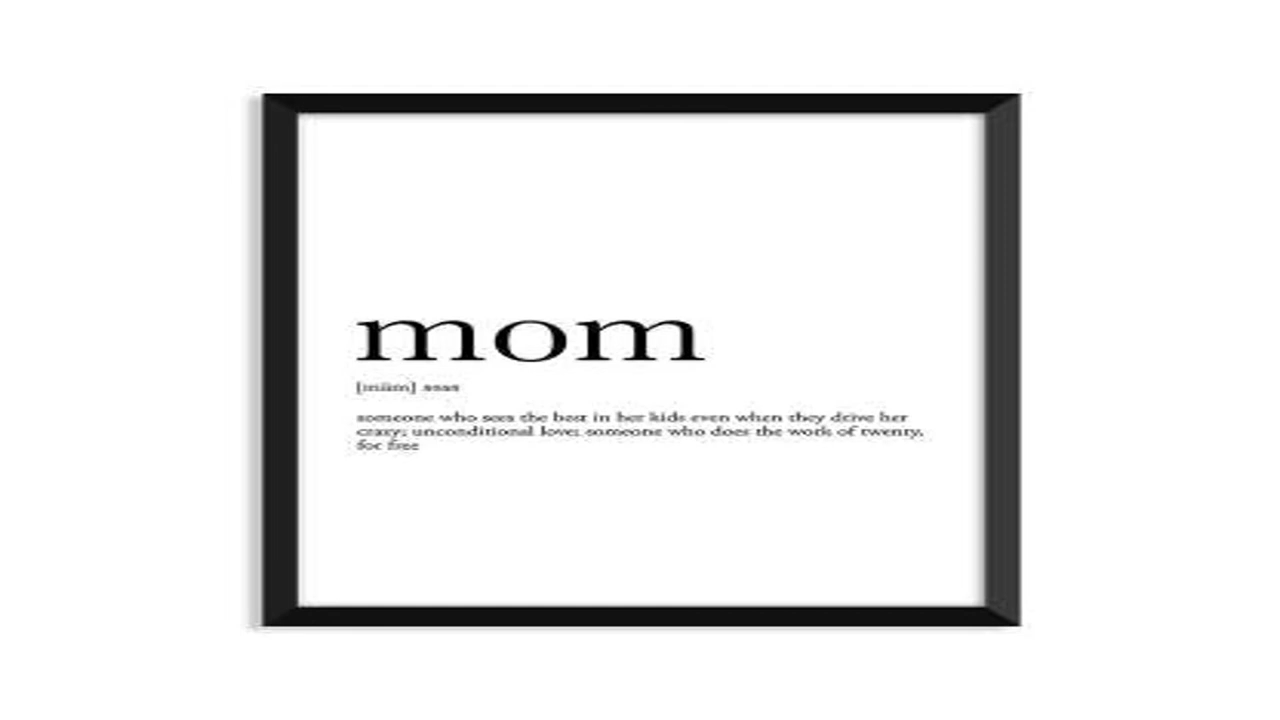 mom
someone who sees the best in her kids even when they drive her
crazy; unconditional love; someone who does the work of twenty,
for free